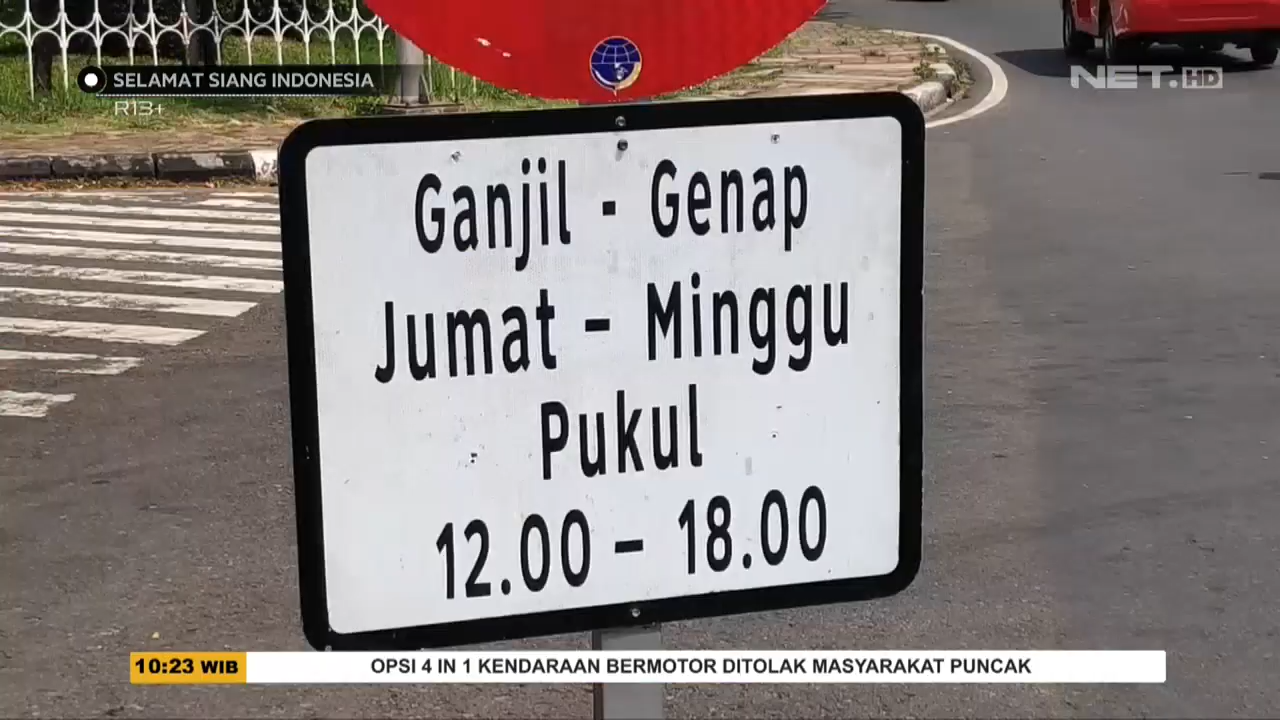 SELAMAT SIANG INDONESIA
R13+
NET.HD
Ganjil - Genap
Jumat - Minggu
Pukul
12.00 - 18.00
10:23 WIB
OPSI 4 IN 1 KENDARAAN BERMOTOR DITOLAK MASYARAKAT PUNCAK